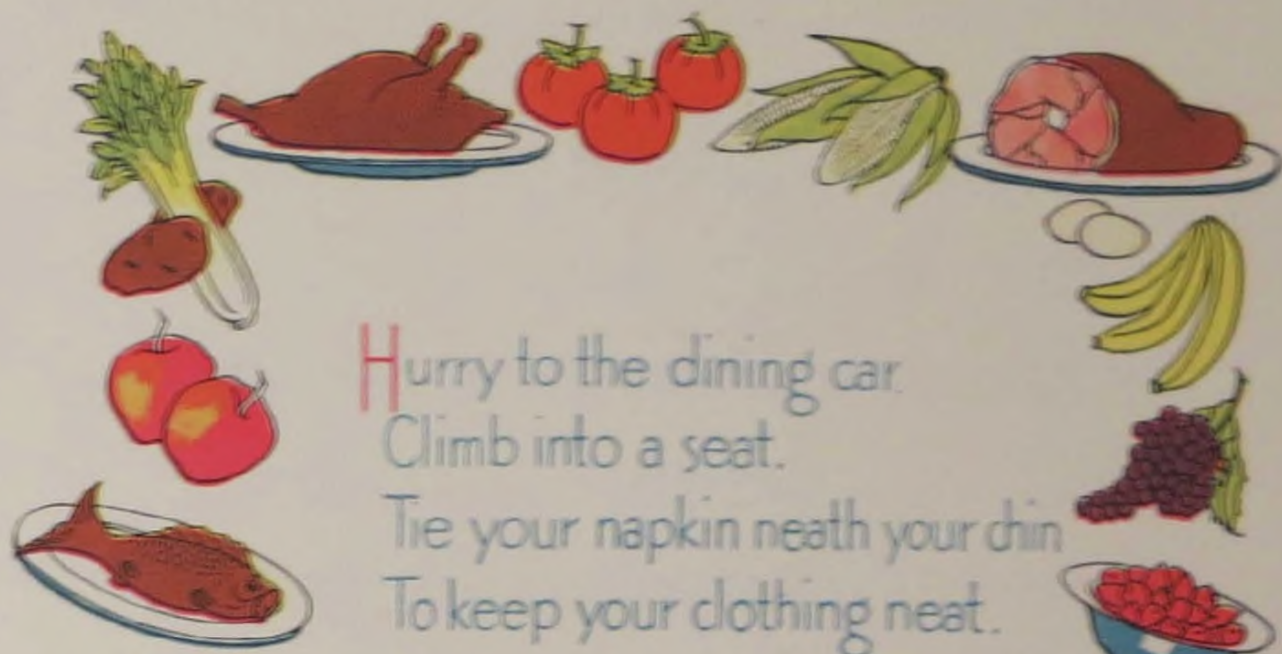 Hurry to the dining car.
Climb into a seat.
Tie your napkin neath your chin
To keep your clothing neat.